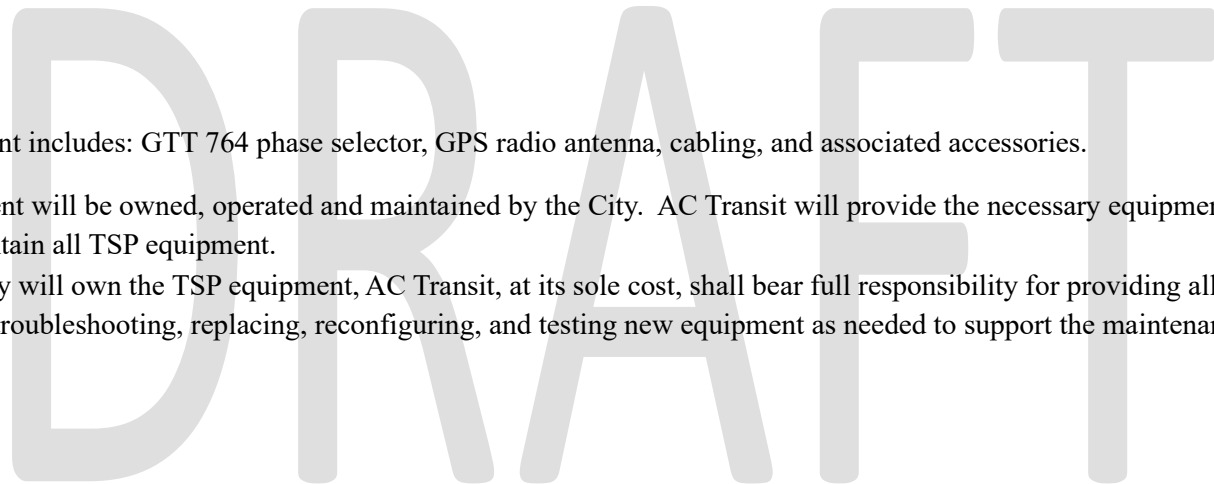 DRAFT
nt includes: GTT 764 phase selector, GPS radio antenna, cabling, and associated accessories.
nt will be owned, operated and maintained by the City.  AC Transit will provide the necessary equipmen
tain all TSP equipment.
y will own the TSP equipment, AC Transit, at its sole cost, shall bear full responsibility for providing all
roubleshooting, replacing, reconfiguring, and testing new equipment as needed to support the maintenan